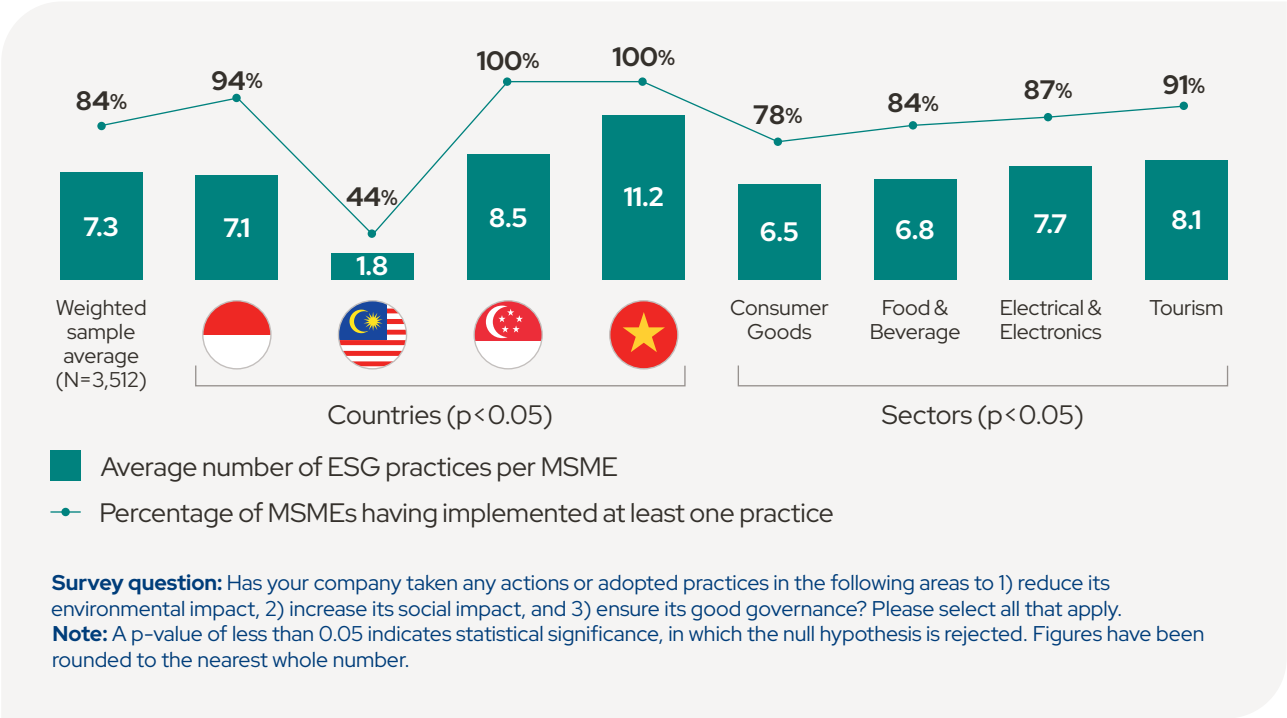 84%
94%
44%
100%
100%
78%
84%
87%
91%
7.3
7.1
1.8
8.5
11.2
6.5
6.8
7.7
8.1
Weighted
sample
average
(N=3,512)
Consumer
Goods
Food &
Beverage
Electrical &
Electronics
Tourism
Countries (p<0.05)
Sectors (p<0.05)
Average number of ESG practices per MSME
Percentage of MSMEs having implemented at least one practice
Survey question: Has your company taken any actions or adopted practices in the following areas to 1) reduce its
environmental impact, 2) increase its social impact, and 3) ensure its good governance? Please select all that apply.
Note: A p-value of less than 0.05 indicates statistical significance, in which the null hypothesis is rejected. Figures have been
rounded to the nearest whole number.